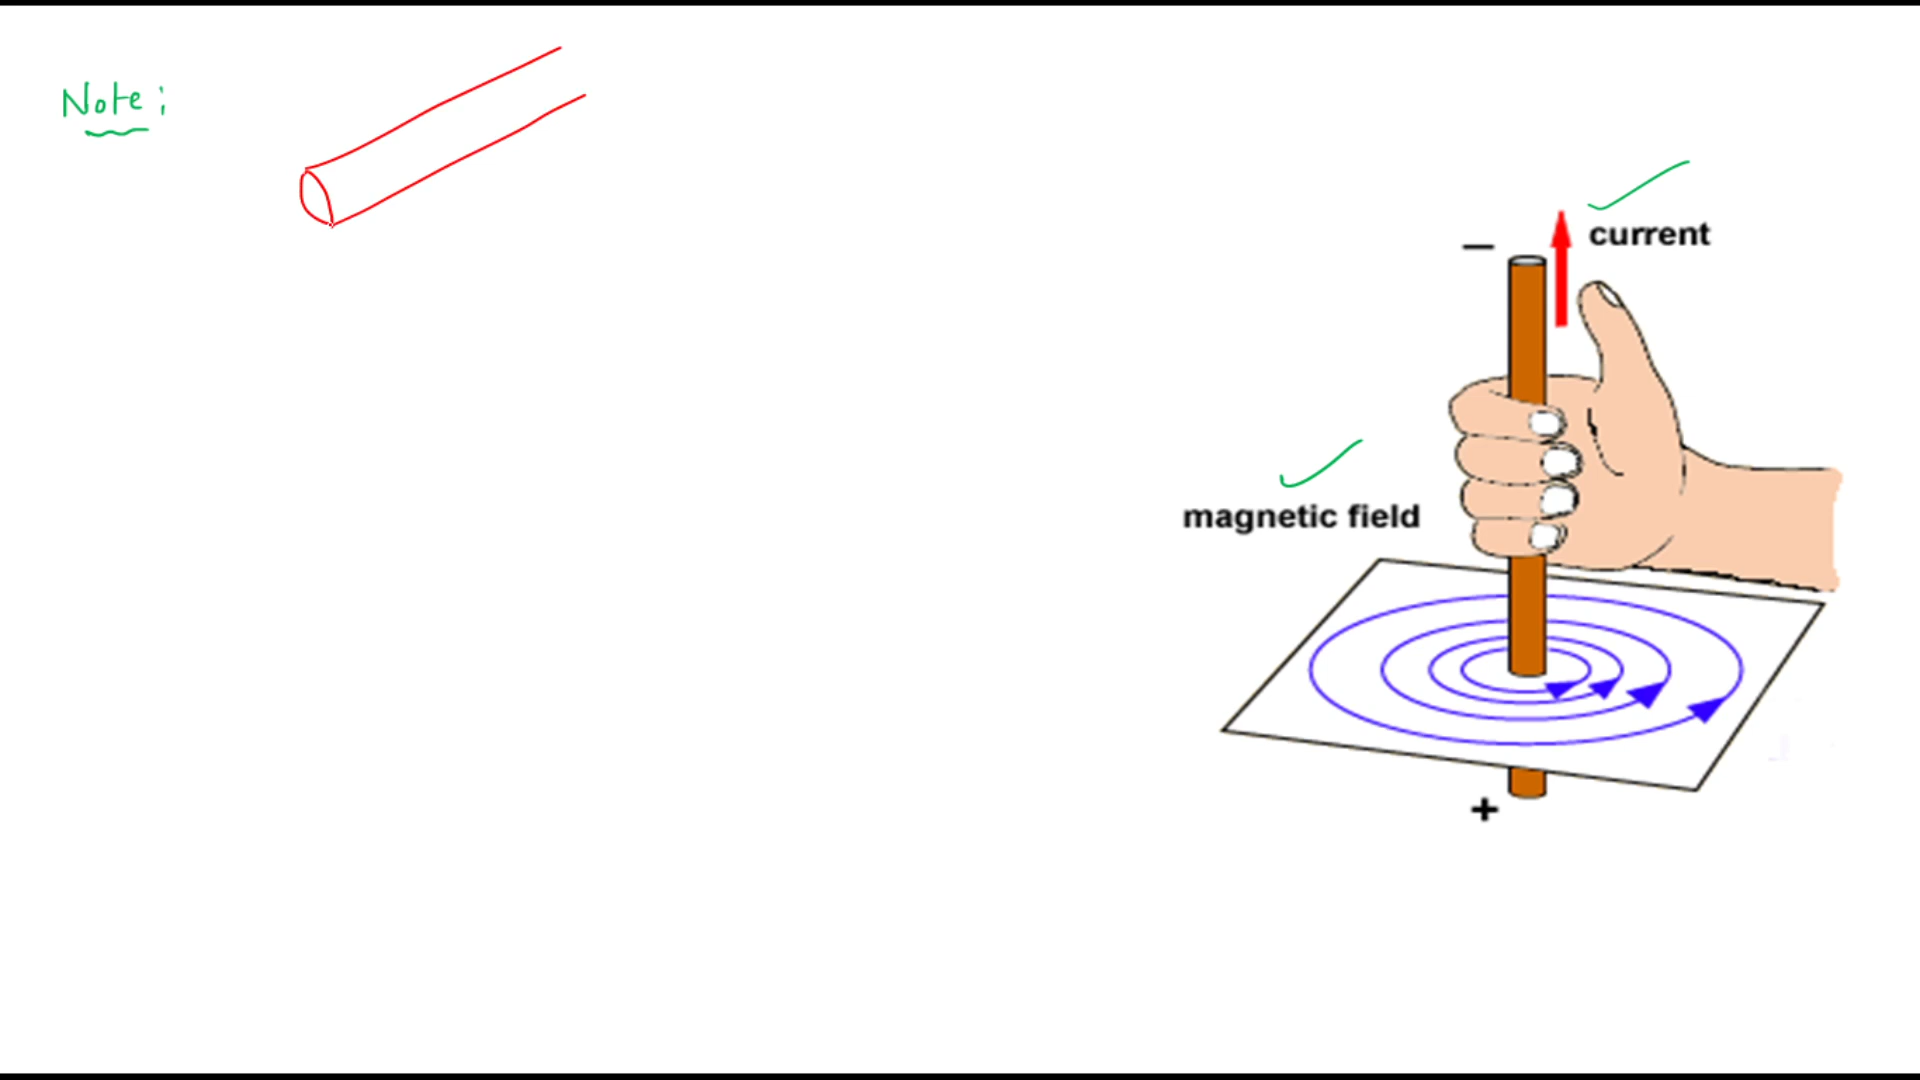 Note :
current
−
magnetic field
+